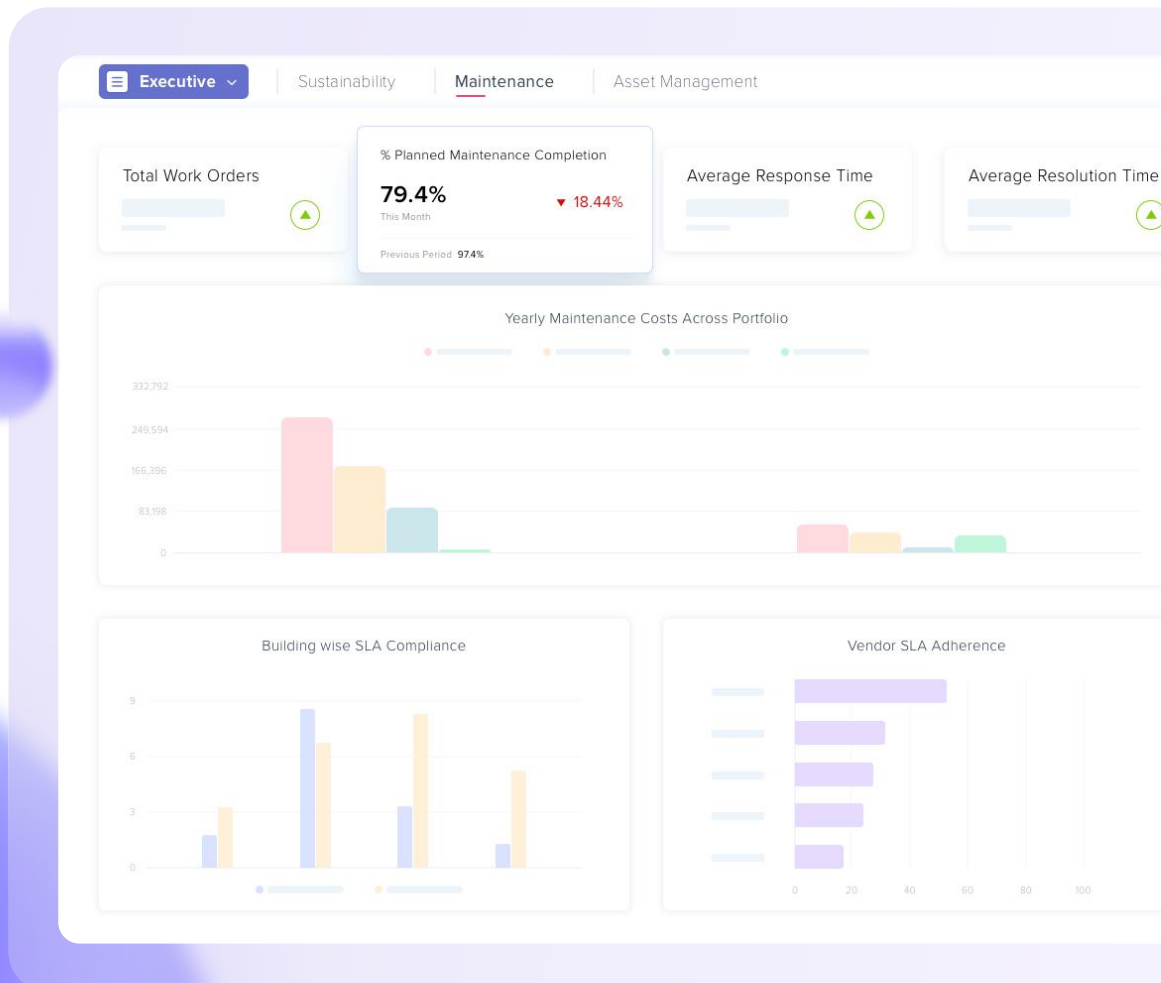 Executive
Sustainability
Maintenance
Asset Management
Total Work Orders
% Planned Maintenance Completion
79.4%
18.44%
This Month
Previous Period 97.4%
Average Response Time
Average Resolution Time
Yearly Maintenance Costs Across Portfolio
332,792
249,594
166,396
83,198
0
Building wise SLA Compliance
9
6
3
0
Vendor SLA Adherence
0 20 40 60 80 100